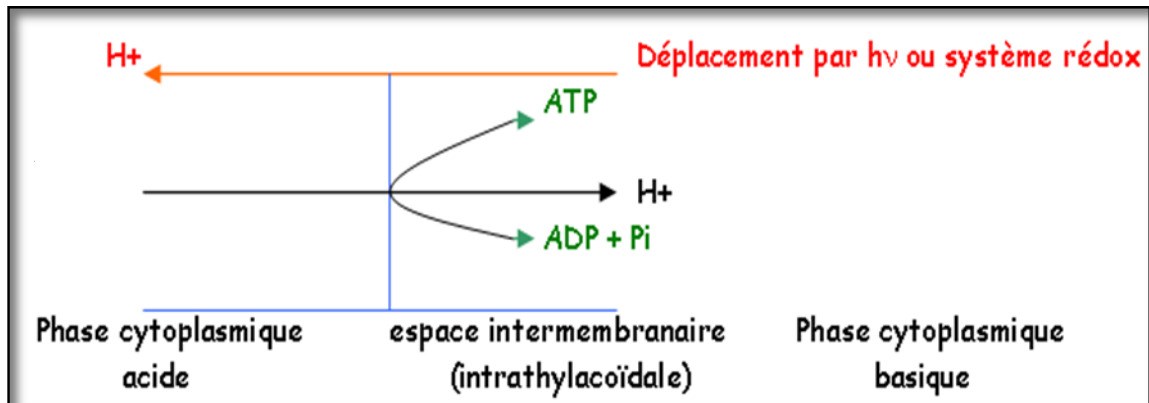 H+
Déplacement par hν ou système rédox
ATP
H+
ADP + Pi
Phase cytoplasmique acide
espace intermembranaire (intrathylacoïdale)
Phase cytoplasmique basique